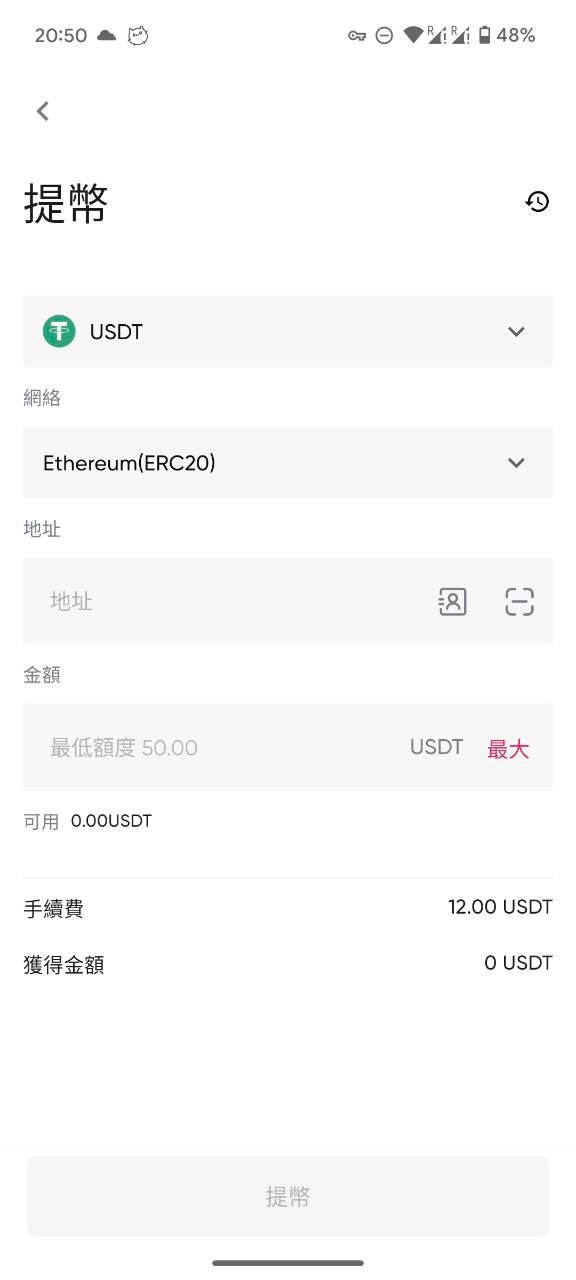 20:50 48%
提幣
USDT
網絡
Ethereum(ERC20)
地址
地址
金額
最低額度 50.00 USDT 最大
可用 0.00USDT
手續費 12.00 USDT
獲得金額 0 USDT
提幣